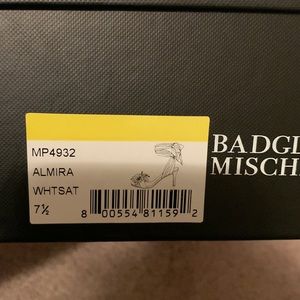 MP4932
ALMIRA
WHTSAT
7½
8 00554 81159 2
BADGL
MISCH